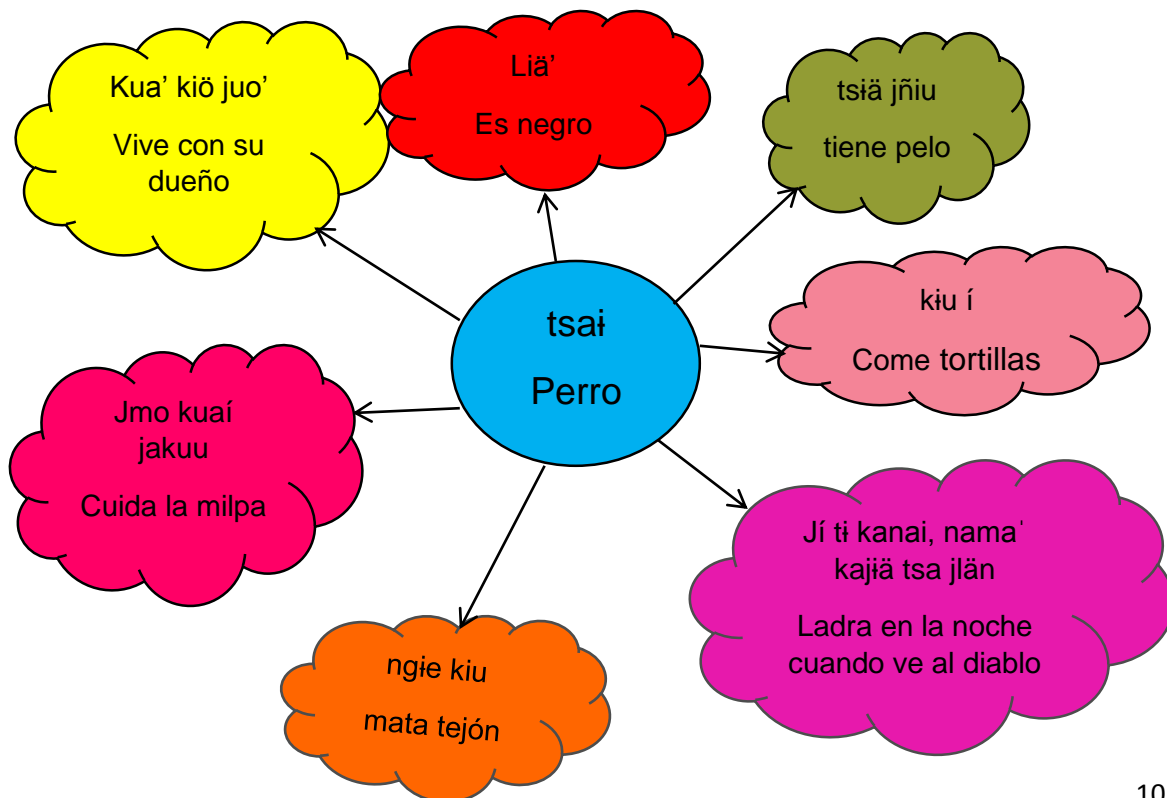 Kua’ kiö juo’
Vive con su
dueño
Liä’
Es negro
tsɨä jñiu
tiene pelo
tsaɨ
Perro
kɨu í
Come tortillas
Jmo kuaí
jakuu
Cuida la milpa
Jí tɨ kanai, namaˈ
kajɨä tsa jlän
Ladra en la noche
cuando ve al diablo
ngɨe kiu
mata tejón
10